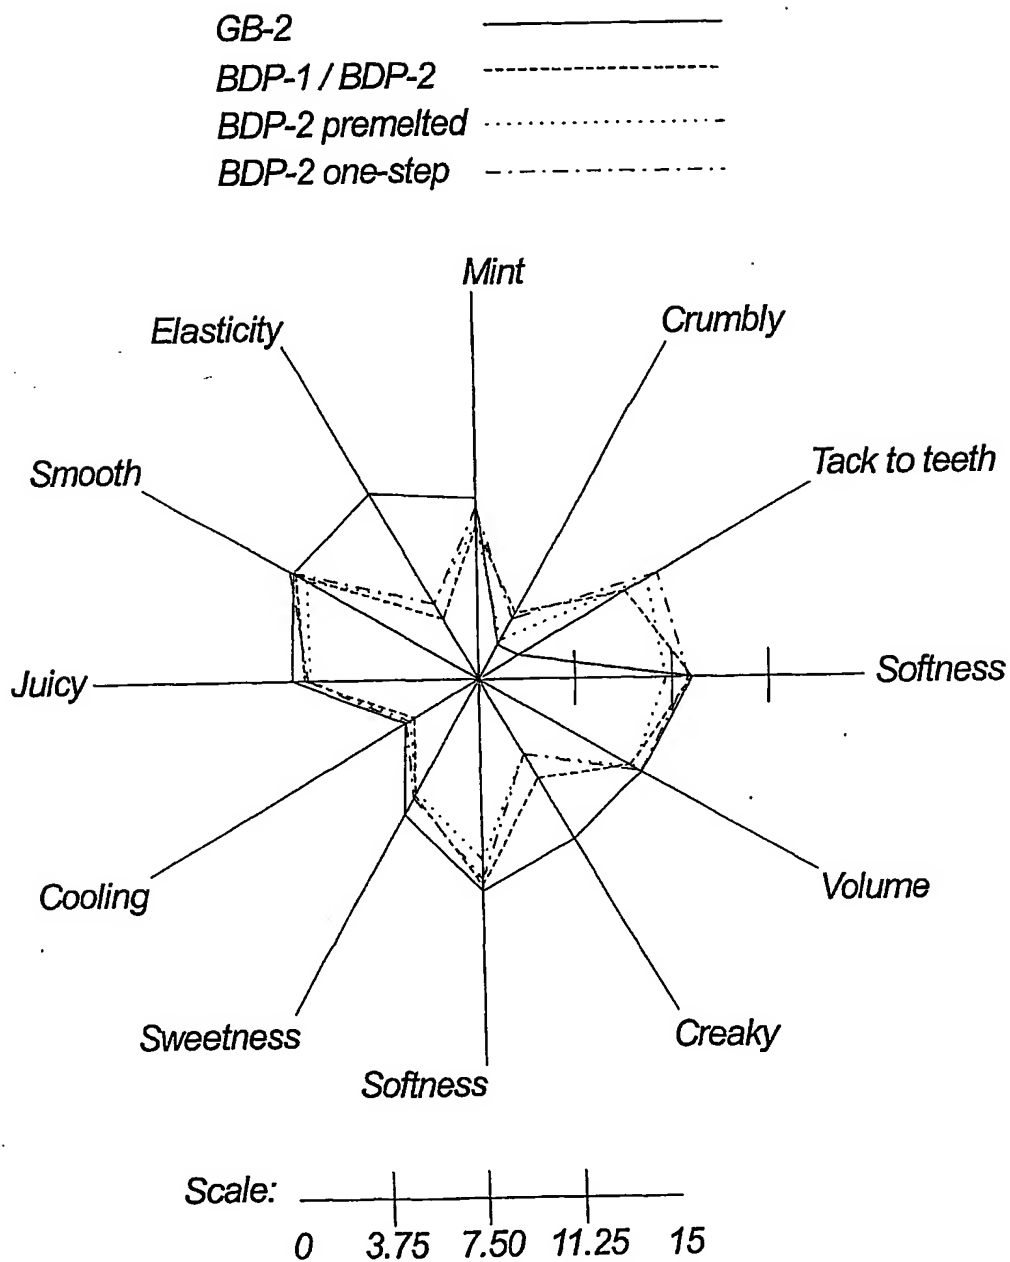 GB-2
BDP-1 / BDP-2
BDP-2 premelted
BDP-2 one-step
Mint
Crumbly
Elasticity
Tack to teeth
Smooth
Softness
Juicy
Volume
Cooling
Creaky
Sweetness
Softness
Scale:
0 3.75 7.50 11.25 15